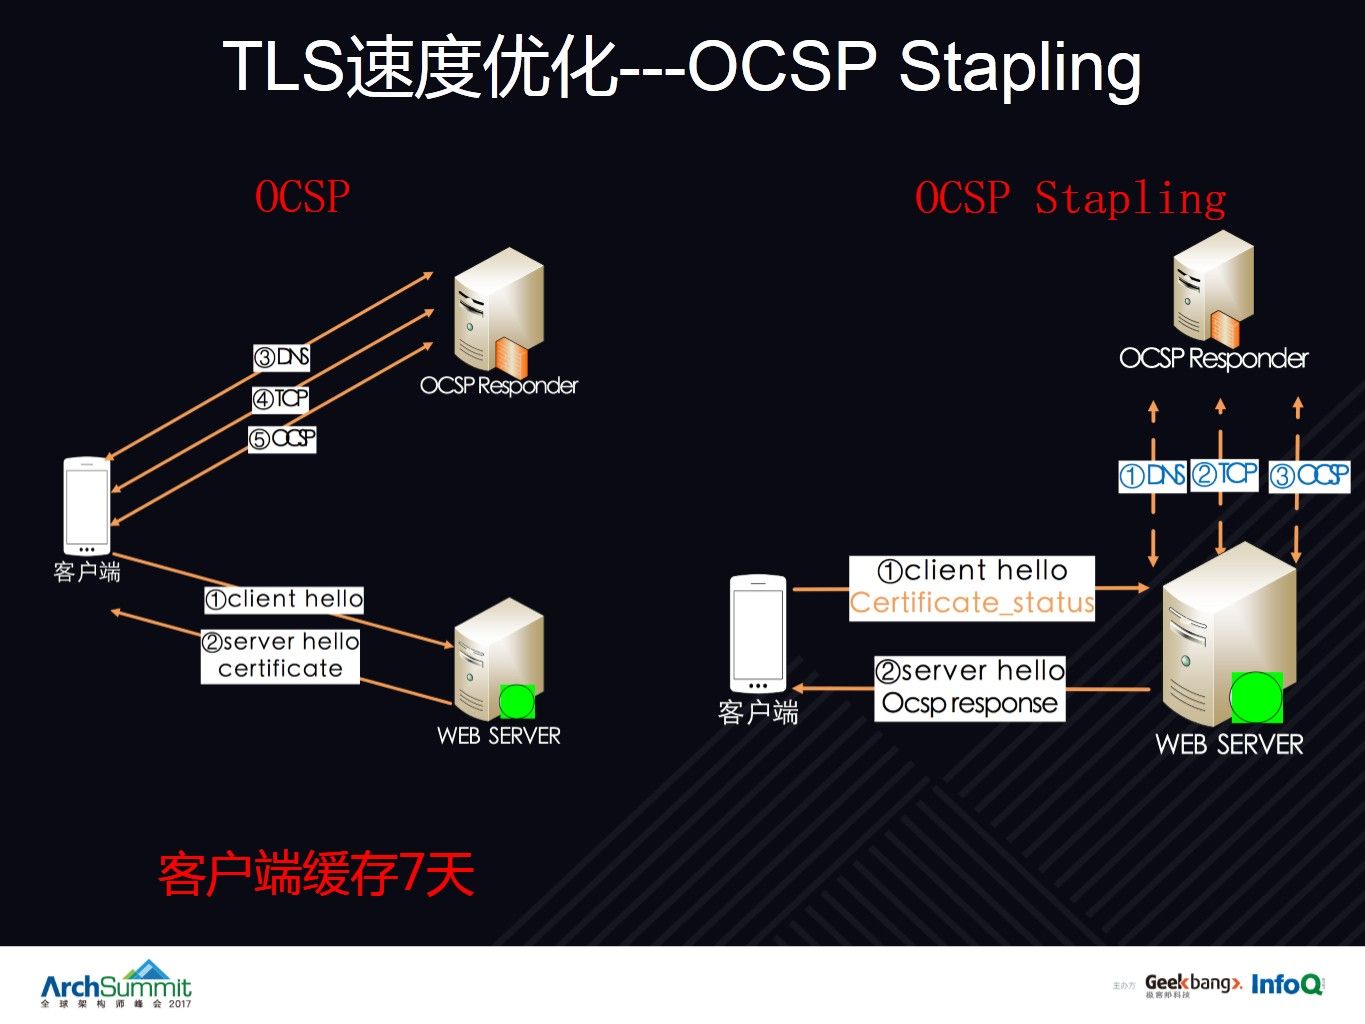 TLS速度优化---OCSP Stapling
OCSP
③DNS
④TCP
⑤OCSP
OCSP Responder
客户端
①client hello
②server hello
certificate
WEB SERVER
客户端缓存7天
OCSP Stapling
OCSP Responder
①DNS
②TCP
③OCSP
①client hello
Certificate_status
②server hello
Ocsp response
客户端
WEB SERVER
ArchSummit
全球架构师峰会 2017
主办方
Geekbang>.
极客邦科技
InfoQ